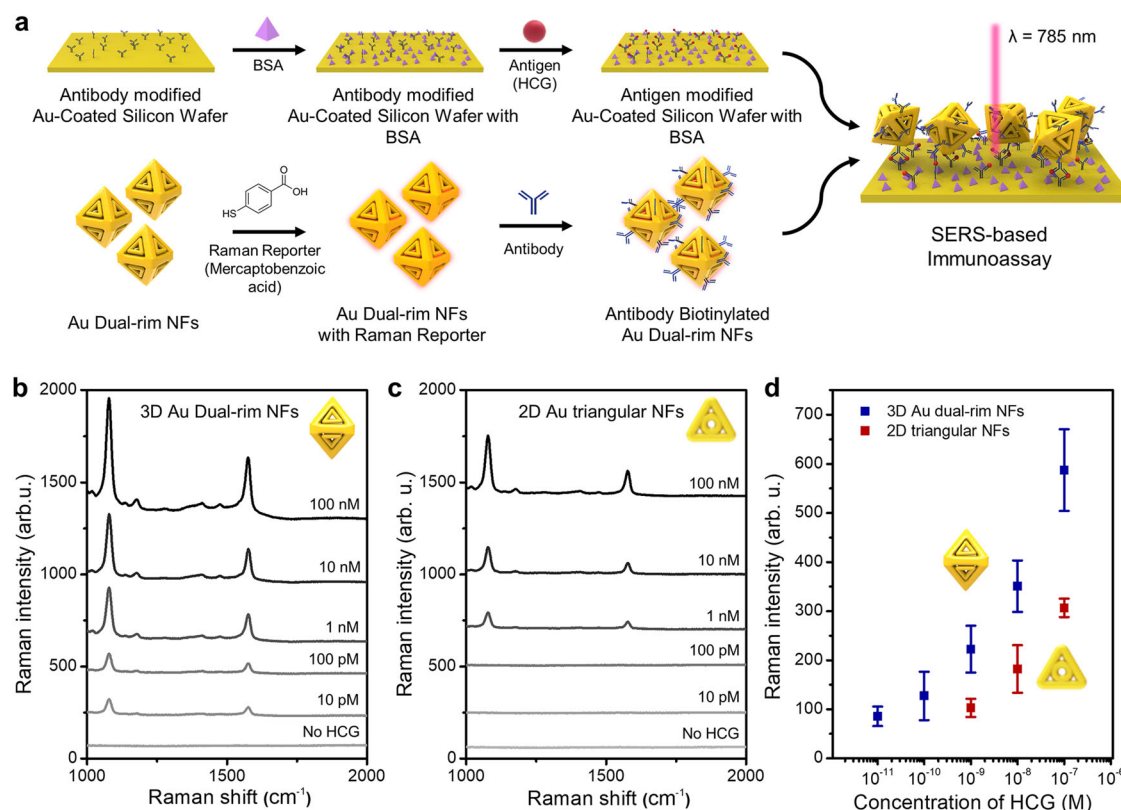 a
BSA
Antigen
(HCG)
λ = 785 nm
Antibody modified
Au-Coated Silicon Wafer
Antibody modified
Au-Coated Silicon Wafer with
BSA
Antigen modified
Au-Coated Silicon Wafer with
BSA
O
OH
HS
Raman Reporter
(Mercaptobenzoic
acid)
Antibody
SERS-based
Immunoassay
Au Dual-rim NFs
Au Dual-rim NFs
with Raman Reporter
Antibody Biotinylated
Au Dual-rim NFs
b
3D Au Dual-rim NFs
Raman intensity (arb.u.)
2000
1500
1000
500
0
100 nM
10 nM
1 nM
100 pM
10 pM
No HCG
1000
1500
2000
Raman shift (cm⁻¹)
c
2D Au triangular NFs
Raman intensity (arb. u.)
2000
1500
1000
500
0
100 nM
10 nM
1 nM
100 pM
10 pM
No HCG
1000
1500
2000
Raman shift (cm⁻¹)
d
3D Au dual-rim NFs
2D triangular NFs
Raman intensity (arb. u.)
700
600
500
400
300
200
100
0
10⁻¹¹
10⁻¹⁰
10⁻⁹
10⁻⁸
10⁻⁷
10⁻⁶
Concentration of HCG (M)